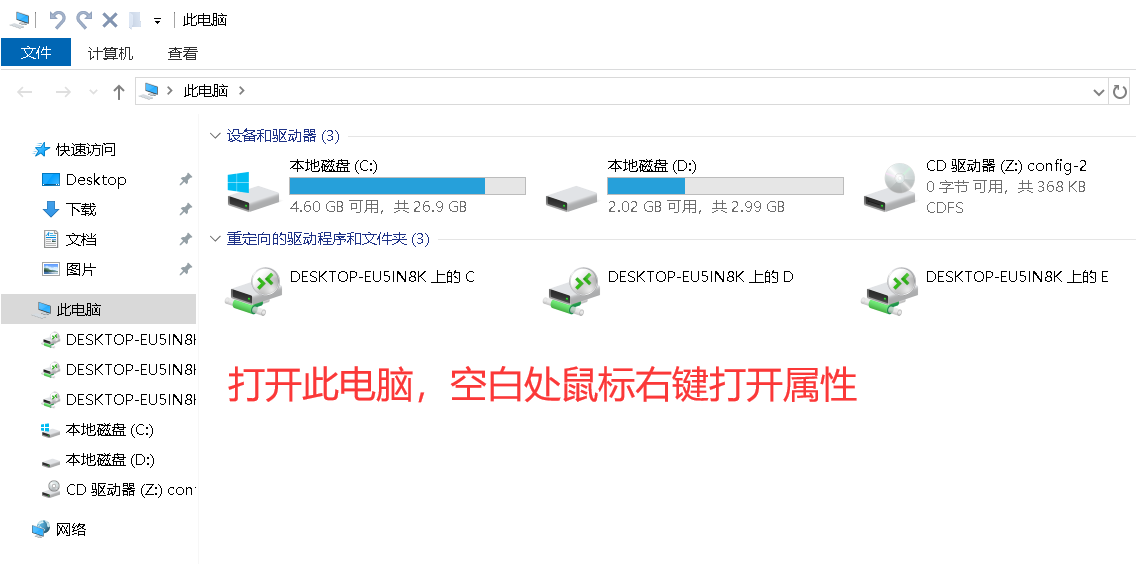 此电脑
文件 计算机 查看
此电脑
快速访问
Desktop
下载
文档
图片
此电脑
DESKTOP-EU5IN8K
DESKTOP-EU5IN8K
DESKTOP-EU5IN8K
本地磁盘 (C:)
本地磁盘 (D:)
CD 驱动器 (Z:) con
网络
设备和驱动器 (3)
本地磁盘 (C:)
4.60 GB 可用，共 26.9 GB
本地磁盘 (D:)
2.02 GB 可用，共 2.99 GB
CD 驱动器 (Z:) config-2
0 字节 可用，共 368 KB
CDFS
重定向的驱动程序和文件夹 (3)
DESKTOP-EU5IN8K 上的 C
DESKTOP-EU5IN8K 上的 D
DESKTOP-EU5IN8K 上的 E
打开此电脑，空白处鼠标右键打开属性